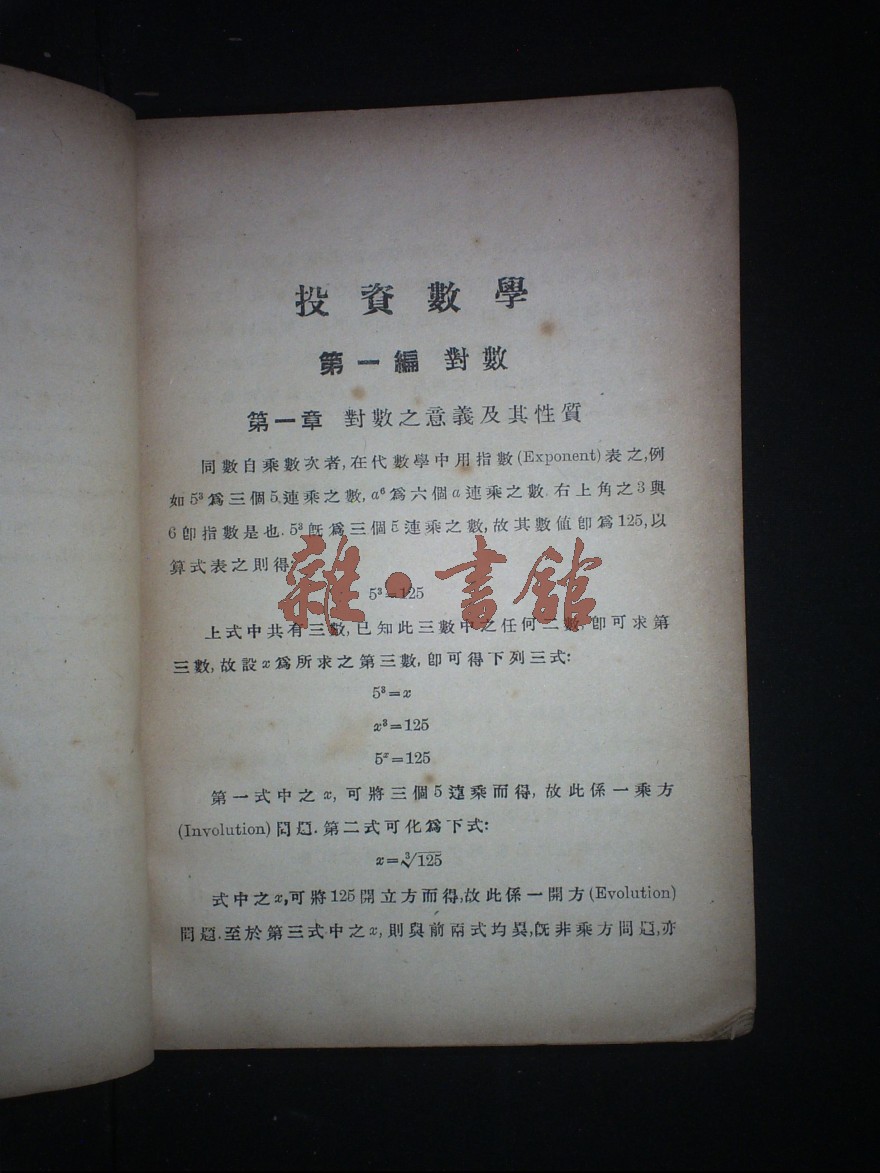 投資數學
第一編 對數
第一章 對數之意義及其性質
同數自乘數次者,在代數學中用指數(Exponent)表之,例
如5³爲三個5連乘之數,a⁶爲六個a連乘之數.右上角之3與
6卽指數是也.5³旣爲三個5連乘之數,故其數值卽爲125,以
算式表之則得:
5³=125
雜·書館
上式中共有三數,已知此三數中之任何二數,卽可求第
三數,故設x爲所求之第三數,卽可得下列三式:
5³=x
x³=125
5ˣ=125
第一式中之x,可將三個5連乘而得,故此係一乘方
(Involution)問題.第二式可化爲下式:
x=∛125
式中之x,可將125開立方而得,故此係一開方(Evolution)
問題.至於第三式中之x,則與前兩式均異,旣非乘方問題,亦